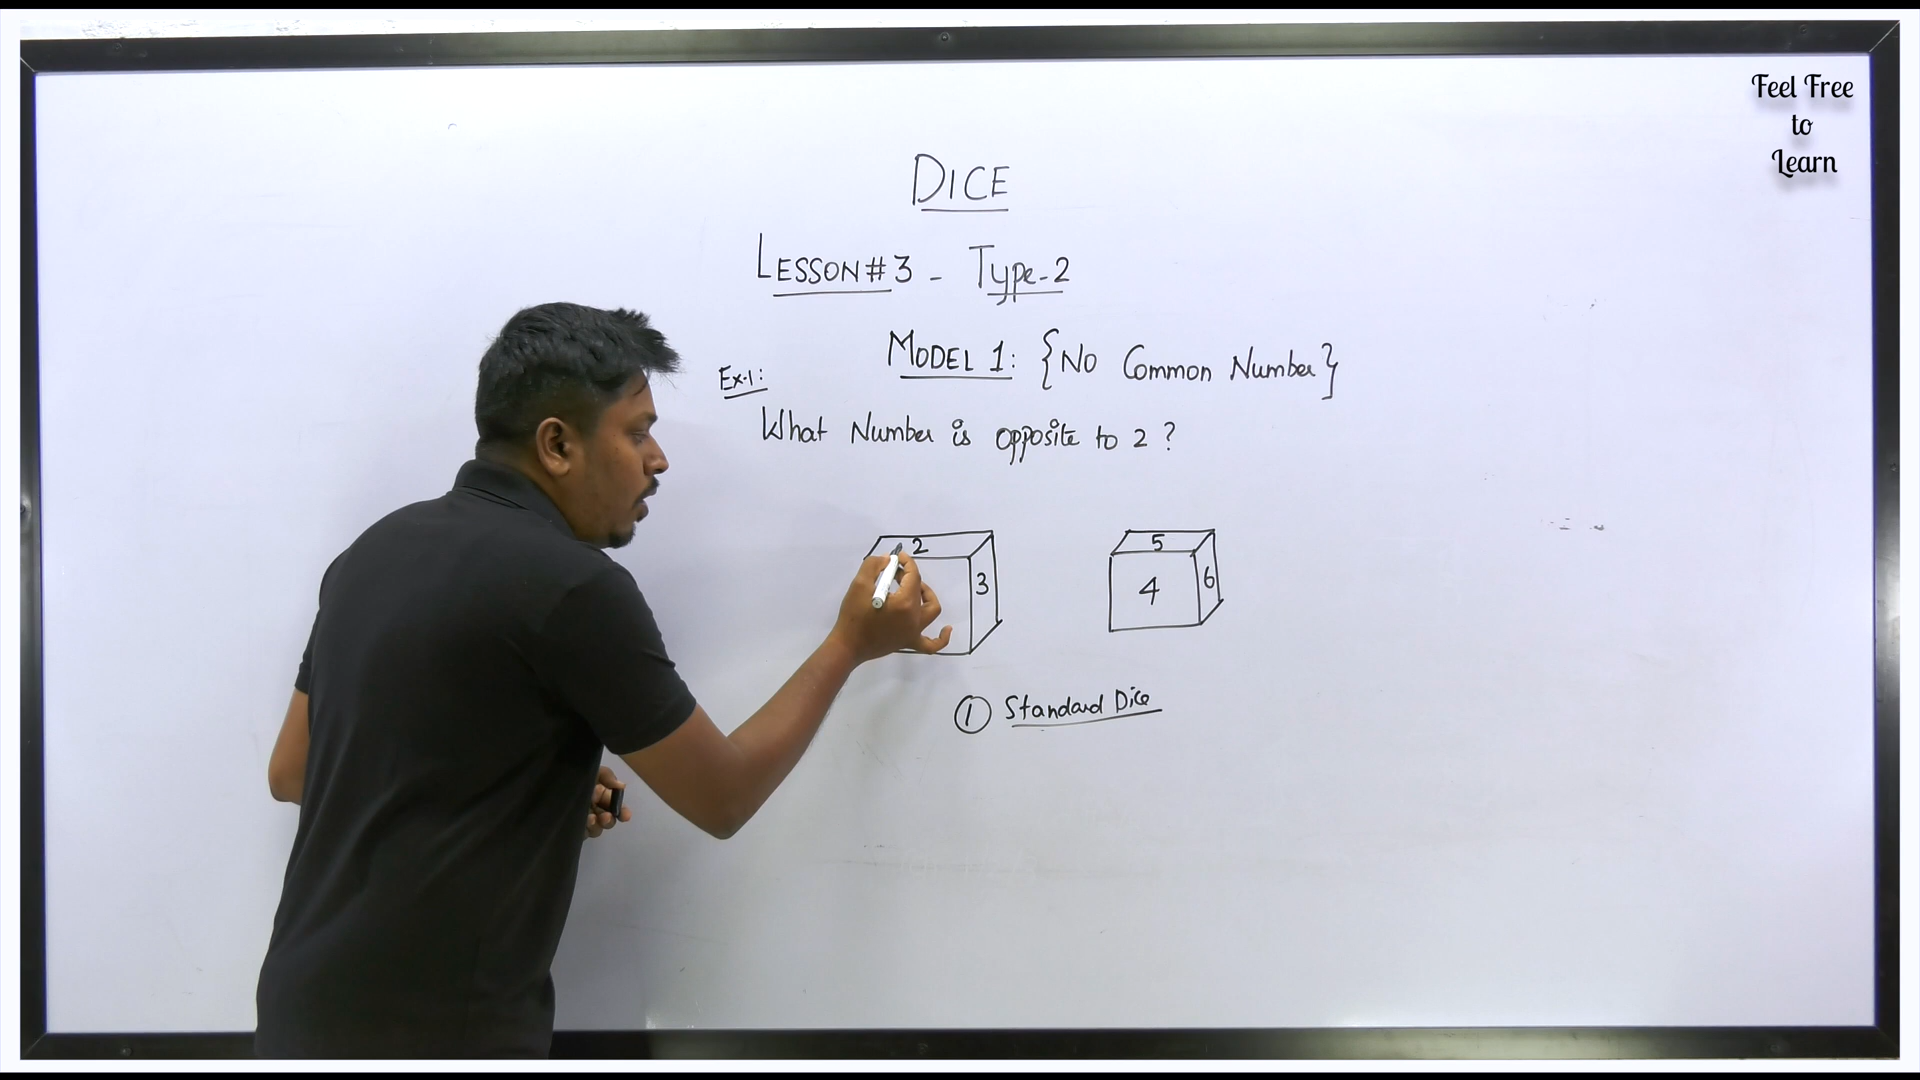 Feel Free
to
Learn
DICE
LESSON#3 - Type-2
MODEL 1: {No Common Number}
Ex-1:
What Number is opposite to 2 ?
2
3
5
4
6
1 Standard Dice